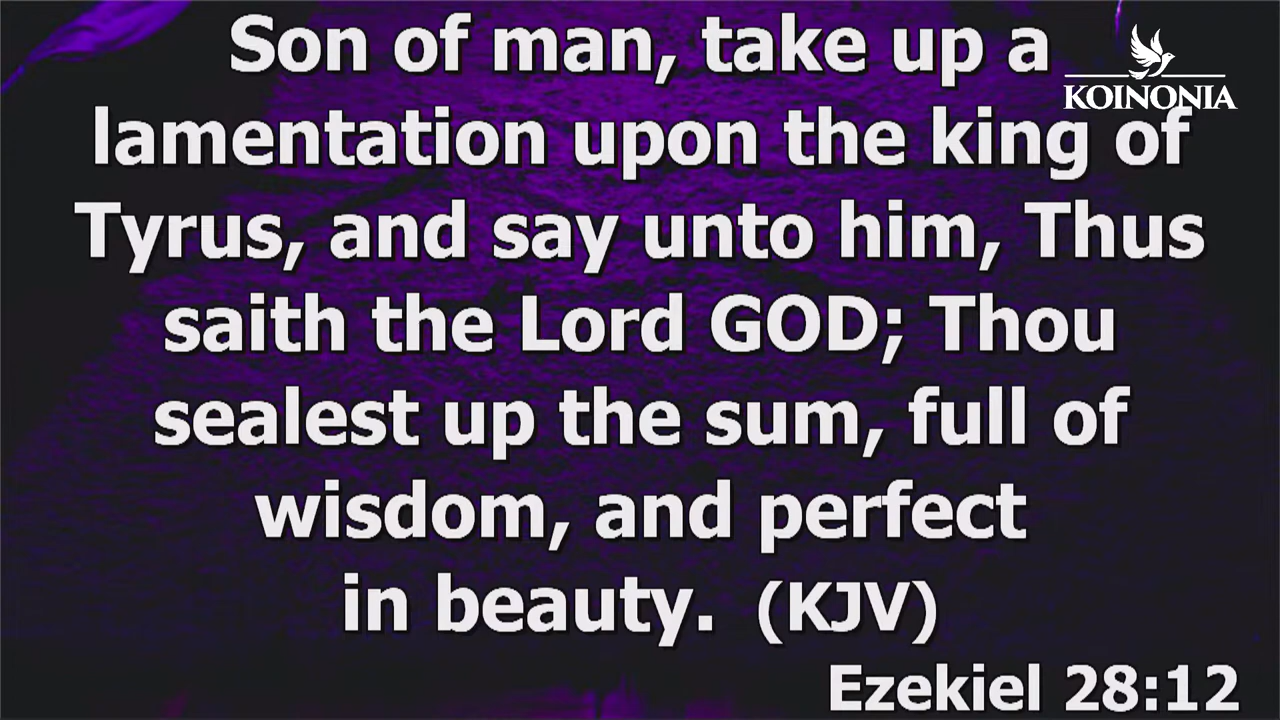 Son of man, take up a
KOINONIA
lamentation upon the king of
Tyrus, and say unto him, Thus
saith the Lord GOD; Thou
sealest up the sum, full of
wisdom, and perfect
in beauty. (KJV)
Ezekiel 28:12